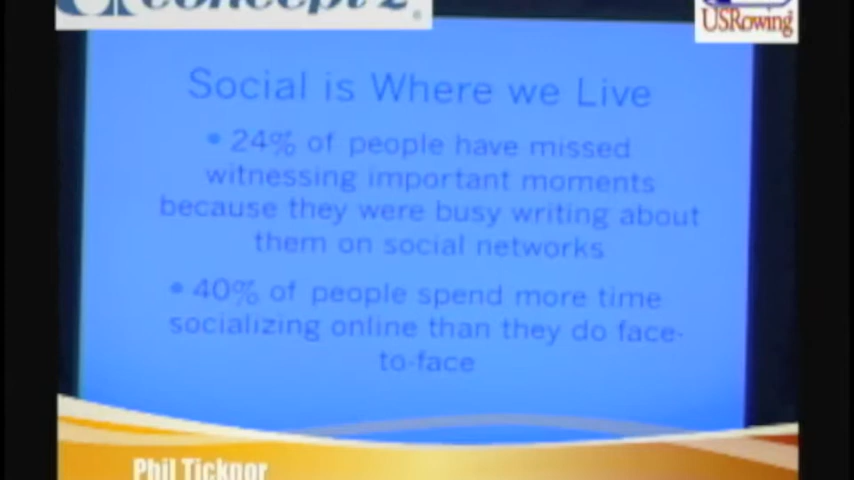 concept 2
USRowing
Social is Where we Live
• 24% of people have missed
witnessing important moments
because they were busy writing about
them on social networks
• 40% of people spend more time
socializing online than they do face-
to-face
Phil Ticknor